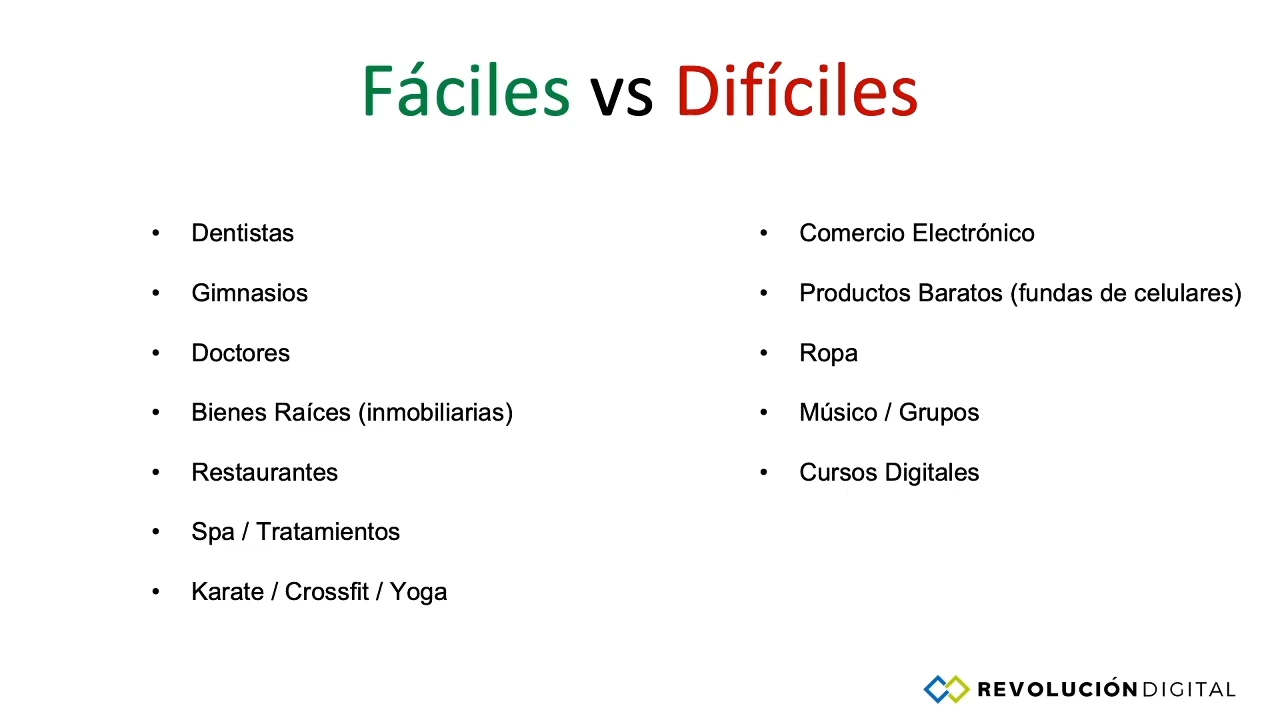 Fáciles vs Difíciles
• Dentistas
• Gimnasios
• Doctores
• Bienes Raíces (inmobiliarias)
• Restaurantes
• Spa / Tratamientos
• Karate / Crossfit / Yoga
• Comercio Electrónico
• Productos Baratos (fundas de celulares)
• Ropa
• Músico / Grupos
• Cursos Digitales
REVOLUCIÓN DIGITAL